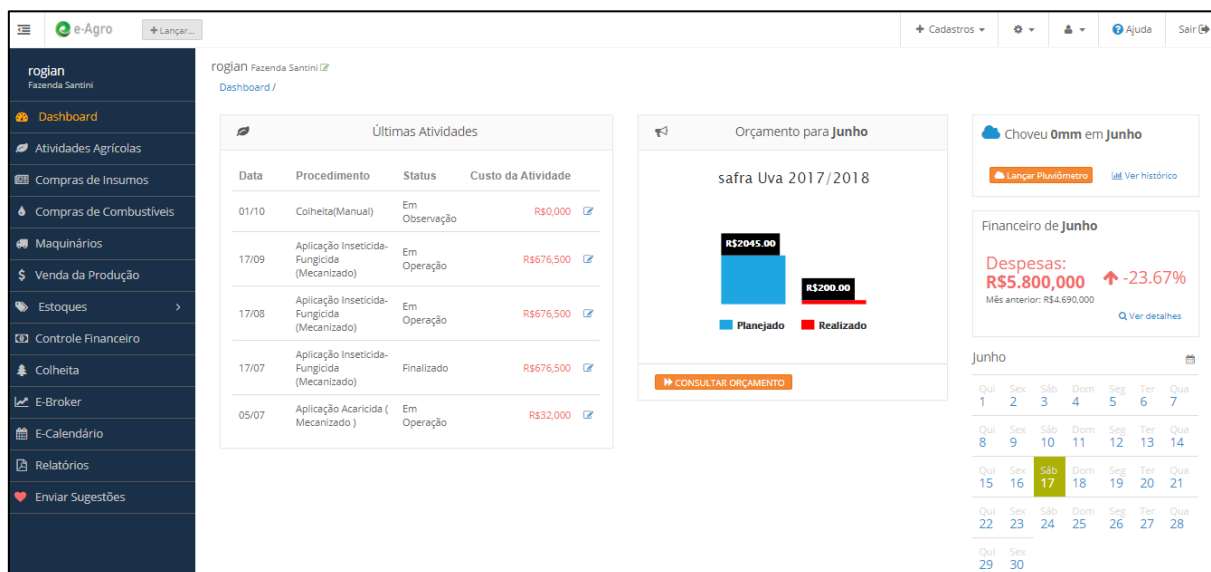 e-Agro
+ Lançar...
+ Cadastros
Ajuda
Sair
rogian
Fazenda Santini
Dashboard
Atividades Agrícolas
Compras de Insumos
Compras de Combustíveis
Maquinários
Venda da Produção
Estoques
Controle Financeiro
Colheita
E-Broker
E-Calendário
Relatórios
Enviar Sugestões
rogian Fazenda Santini
Dashboard /
Últimas Atividades
Data Procedimento Status Custo da Atividade
01/10 Colheita(Manual) Em
Observação R$0,000
17/09 Aplicação Inseticida-
Fungicida
(Mecanizado) Em
Operação R$676,500
17/08 Aplicação Inseticida-
Fungicida
(Mecanizado) Em
Operação R$676,500
17/07 Aplicação Inseticida-
Fungicida
(Mecanizado) Finalizado R$676,500
05/07 Aplicação Acaricida (
Mecanizado ) Em
Operação R$32,000
Orçamento para Junho
safra Uva 2017/2018
R$2045.00
R$200.00
Planejado Realizado
CONSULTAR ORÇAMENTO
Choveu 0mm em Junho
Lançar Pluviômetro Ver histórico
Financeiro de Junho
Despesas:
R$5.800,000
-23.67%
Mês anterior: R$4.690,000
Ver detalhes
Junho
Qui Sex Sáb Dom Seg Ter Qua
1 2 3 4 5 6 7
Qui Sex Sáb Dom Seg Ter Qua
8 9 10 11 12 13 14
Qui Sex Sáb Dom Seg Ter Qua
15 16 17 18 19 20 21
Qui Sex Sáb Dom Seg Ter Qua
22 23 24 25 26 27 28
Qui Sex
29 30